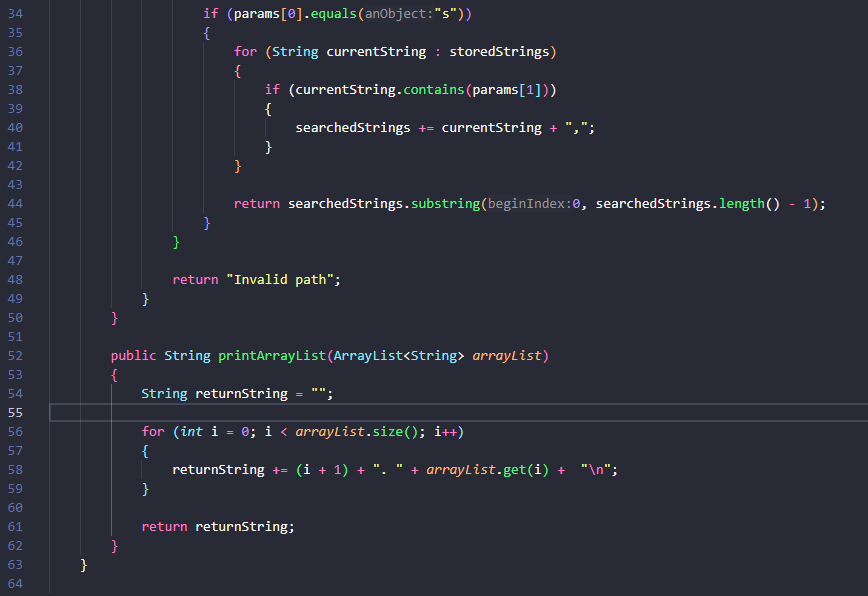 34 if (params[0].equals(anObject:"s"))
35 {
36 for (String currentString : storedStrings)
37 {
38 if (currentString.contains(params[1]))
39 {
40 searchedStrings += currentString + ",";
41 }
42 }
43
44 return searchedStrings.substring(beginIndex:0, searchedStrings.length() - 1);
45 }
46 }
47
48 return "Invalid path";
49 }
50 }
51
52 public String printArrayList(ArrayList<String> arrayList)
53 {
54 String returnString = "";
55
56 for (int i = 0; i < arrayList.size(); i++)
57 {
58 returnString += (i + 1) + ". " + arrayList.get(i) +  "\n";
59 }
60
61 return returnString;
62 }
63 }
64